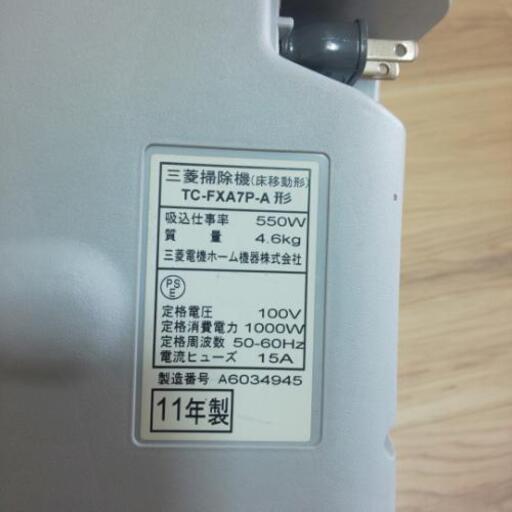 三菱掃除機(床移動形)
TC-FXA7P-A 形
吸込仕事率 550W
質量 4.6kg
三菱電機ホーム機器株式会社
PSE
定格電圧 100V
定格消費電力 1000W
定格周波数 50-60Hz
電流ヒューズ 15A
製造番号 A6034945
11年製